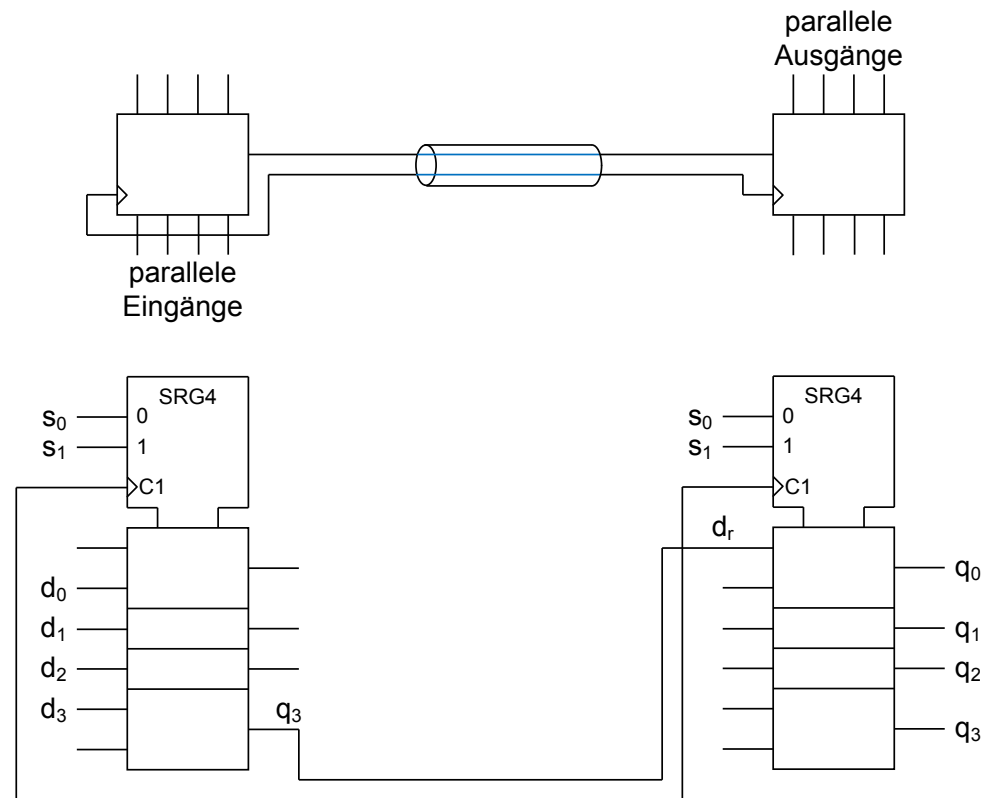 parallele
Ausgänge
parallele
Eingänge
SRG4
s₀ 0
s₁ 1
C1
d₀
d₁
d₂
d₃
q₃
SRG4
s₀ 0
s₁ 1
C1
dᵣ
q₀
q₁
q₂
q₃